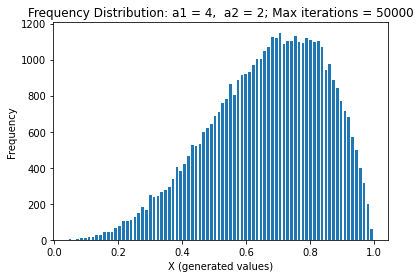 Frequency Distribution: a1 = 4,  a2 = 2; Max iterations = 50000
1200
1000
800
600
400
200
0
Frequency
0.0 0.2 0.4 0.6 0.8 1.0
X (generated values)